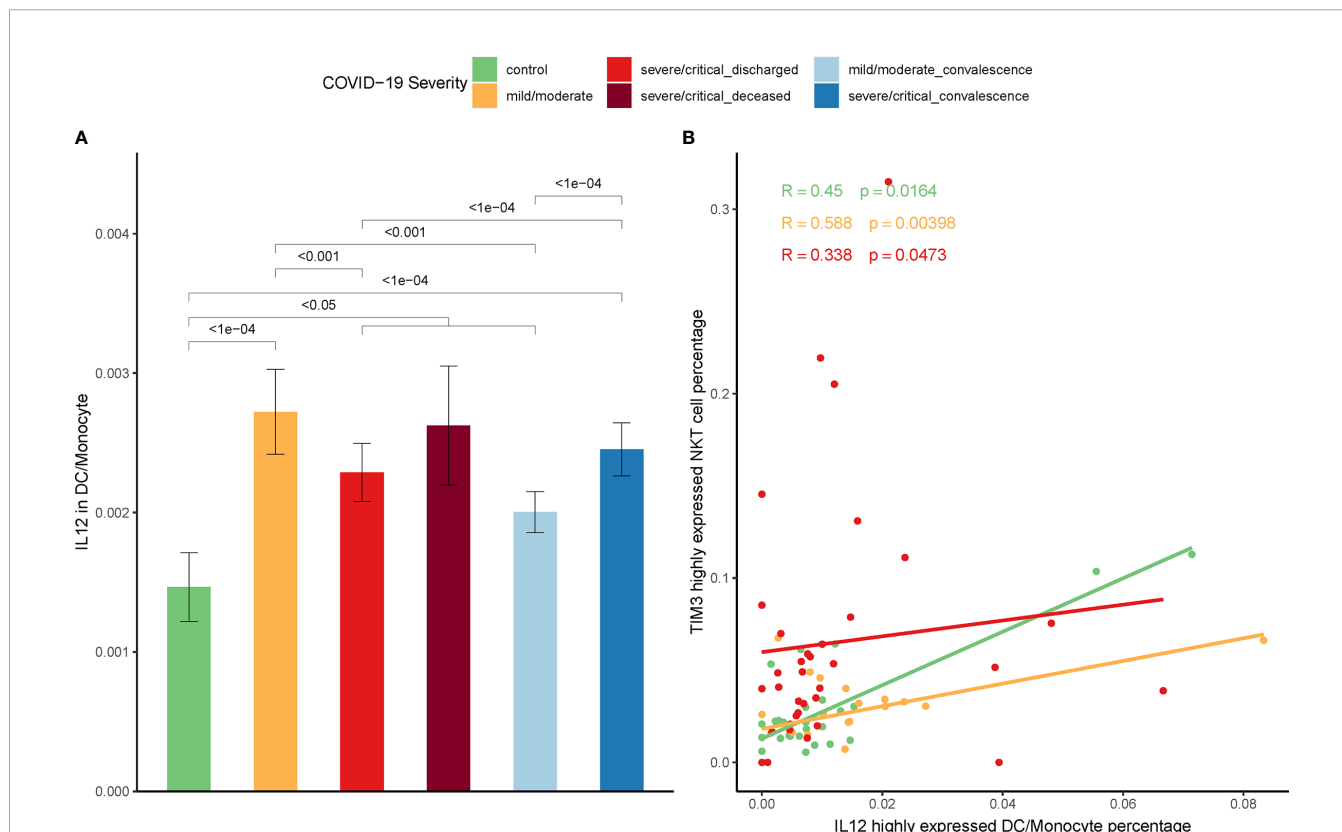 COVID−19 Severity
control
mild/moderate
severe/critical_discharged
severe/critical_deceased
mild/moderate_convalescence
severe/critical_convalescence
A
IL12 in DC/Monocyte
0.004
0.003
0.002
0.001
0.000
<1e−04
<1e−04
<0.001
<0.001
<1e−04
<0.05
<1e−04
B
TIM3 highly expressed NKT cell percentage
0.3
0.2
0.1
0.0
R = 0.45 p = 0.0164
R = 0.588 p = 0.00398
R = 0.338 p = 0.0473
0.00 0.02 0.04 0.06 0.08
IL12 highly expressed DC/Monocyte percentage